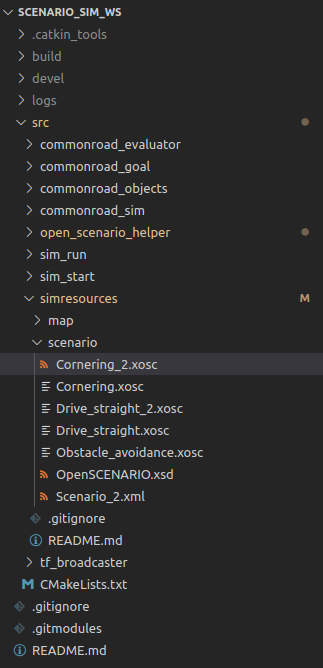 SCENARIO_SIM_WS
.catkin_tools
build
devel
logs
src
commonroad_evaluator
commonroad_goal
commonroad_objects
commonroad_sim
open_scenario_helper
sim_run
sim_start
simresources M
map
scenario
Cornering_2.xosc
Cornering.xosc
Drive_straight_2.xosc
Drive_straight.xosc
Obstacle_avoidance.xosc
OpenSCENARIO.xsd
Scenario_2.xml
.gitignore
README.md
tf_broadcaster
M CMakeLists.txt
.gitignore
.gitmodules
README.md